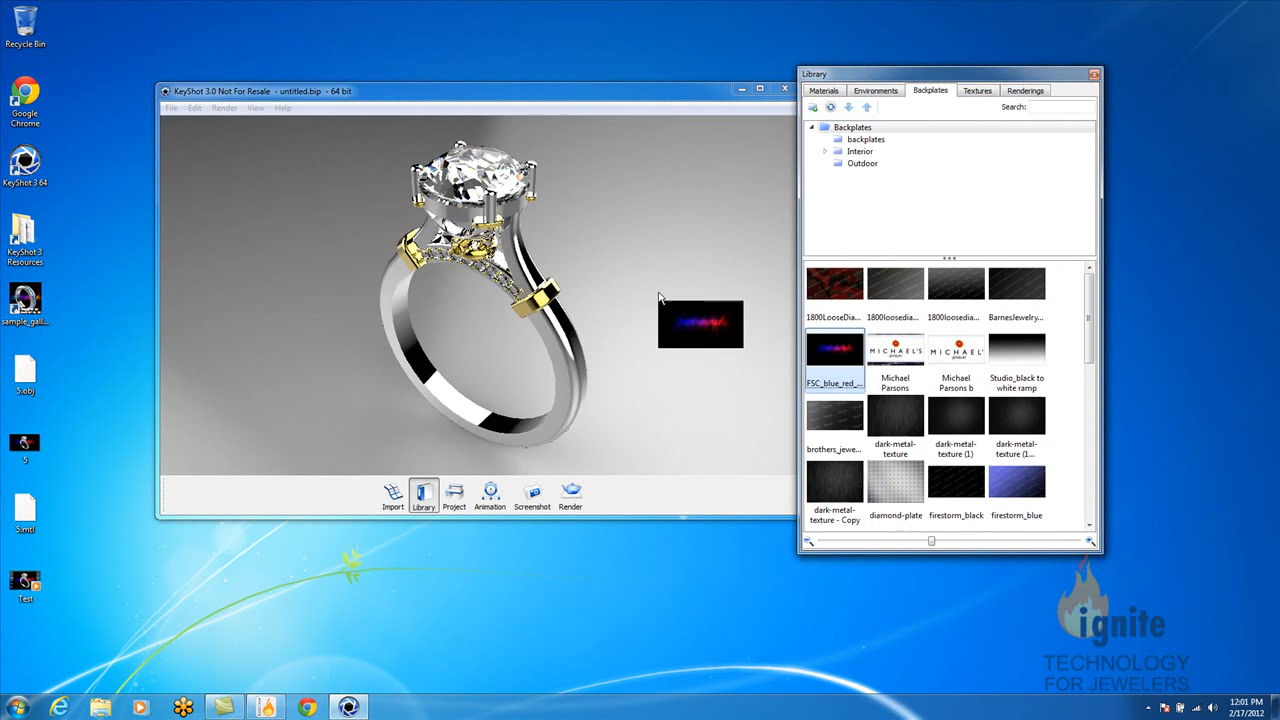 Recycle Bin
Google
Chrome
KeyShot 3 64
KeyShot 3
Resources
sample_gall...
5.obj
5
5.mtl
Test
KeyShot 3.0 Not For Resale - untitled.bip - 64 bit
File Edit Render View Help
Import Library Project Animation Screenshot Render
Library
Materials Environments Backplates Textures Renderings
Search:
Backplates
backplates
Interior
Outdoor
1800LooseDia... 1800loosedia... 1800loosedia... BarnesJewelry...
MICHAEL'S MICHAEL'S
FSC_blue_red_... Michael
Parsons
Michael
Parsons b
Studio_black to
white ramp
brothers_jewe... dark-metal-
texture
dark-metal-
texture (1)
dark-metal-
texture (1...
dark-metal-
texture - Copy
diamond-plate firestorm_black firestorm_blue
ignite
TECHNOLOGY
FOR JEWELERS
12:01 PM
2/17/2012